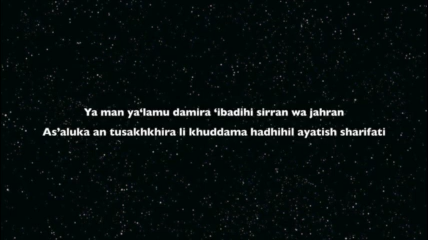 Ya man ya‘lamu damira ‘ibadihi sirran wa jahran
As’aluka an tusakhkhira li khuddama hadhihil ayatish sharifati